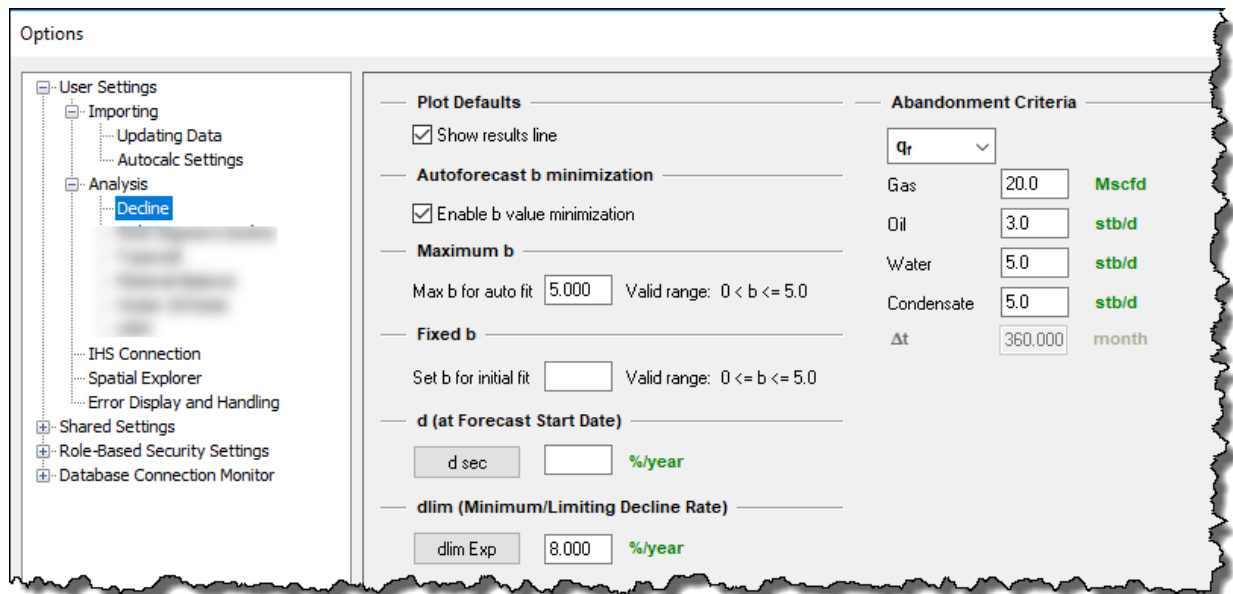 Options
User Settings
Importing
Updating Data
Autocalc Settings
Analysis
Decline
IHS Connection
Spatial Explorer
Error Display and Handling
Shared Settings
Role-Based Security Settings
Database Connection Monitor
Plot Defaults
Show results line
Autoforecast b minimization
Enable b value minimization
Maximum b
Max b for auto fit 5.000 Valid range: 0 < b <= 5.0
Fixed b
Set b for initial fit Valid range: 0 <= b <= 5.0
d (at Forecast Start Date)
d sec %/year
dlim (Minimum/Limiting Decline Rate)
dlim Exp 8.000 %/year
Abandonment Criteria
qf
Gas 20.0 Mscfd
Oil 3.0 stb/d
Water 5.0 stb/d
Condensate 5.0 stb/d
Δt 360.000 month